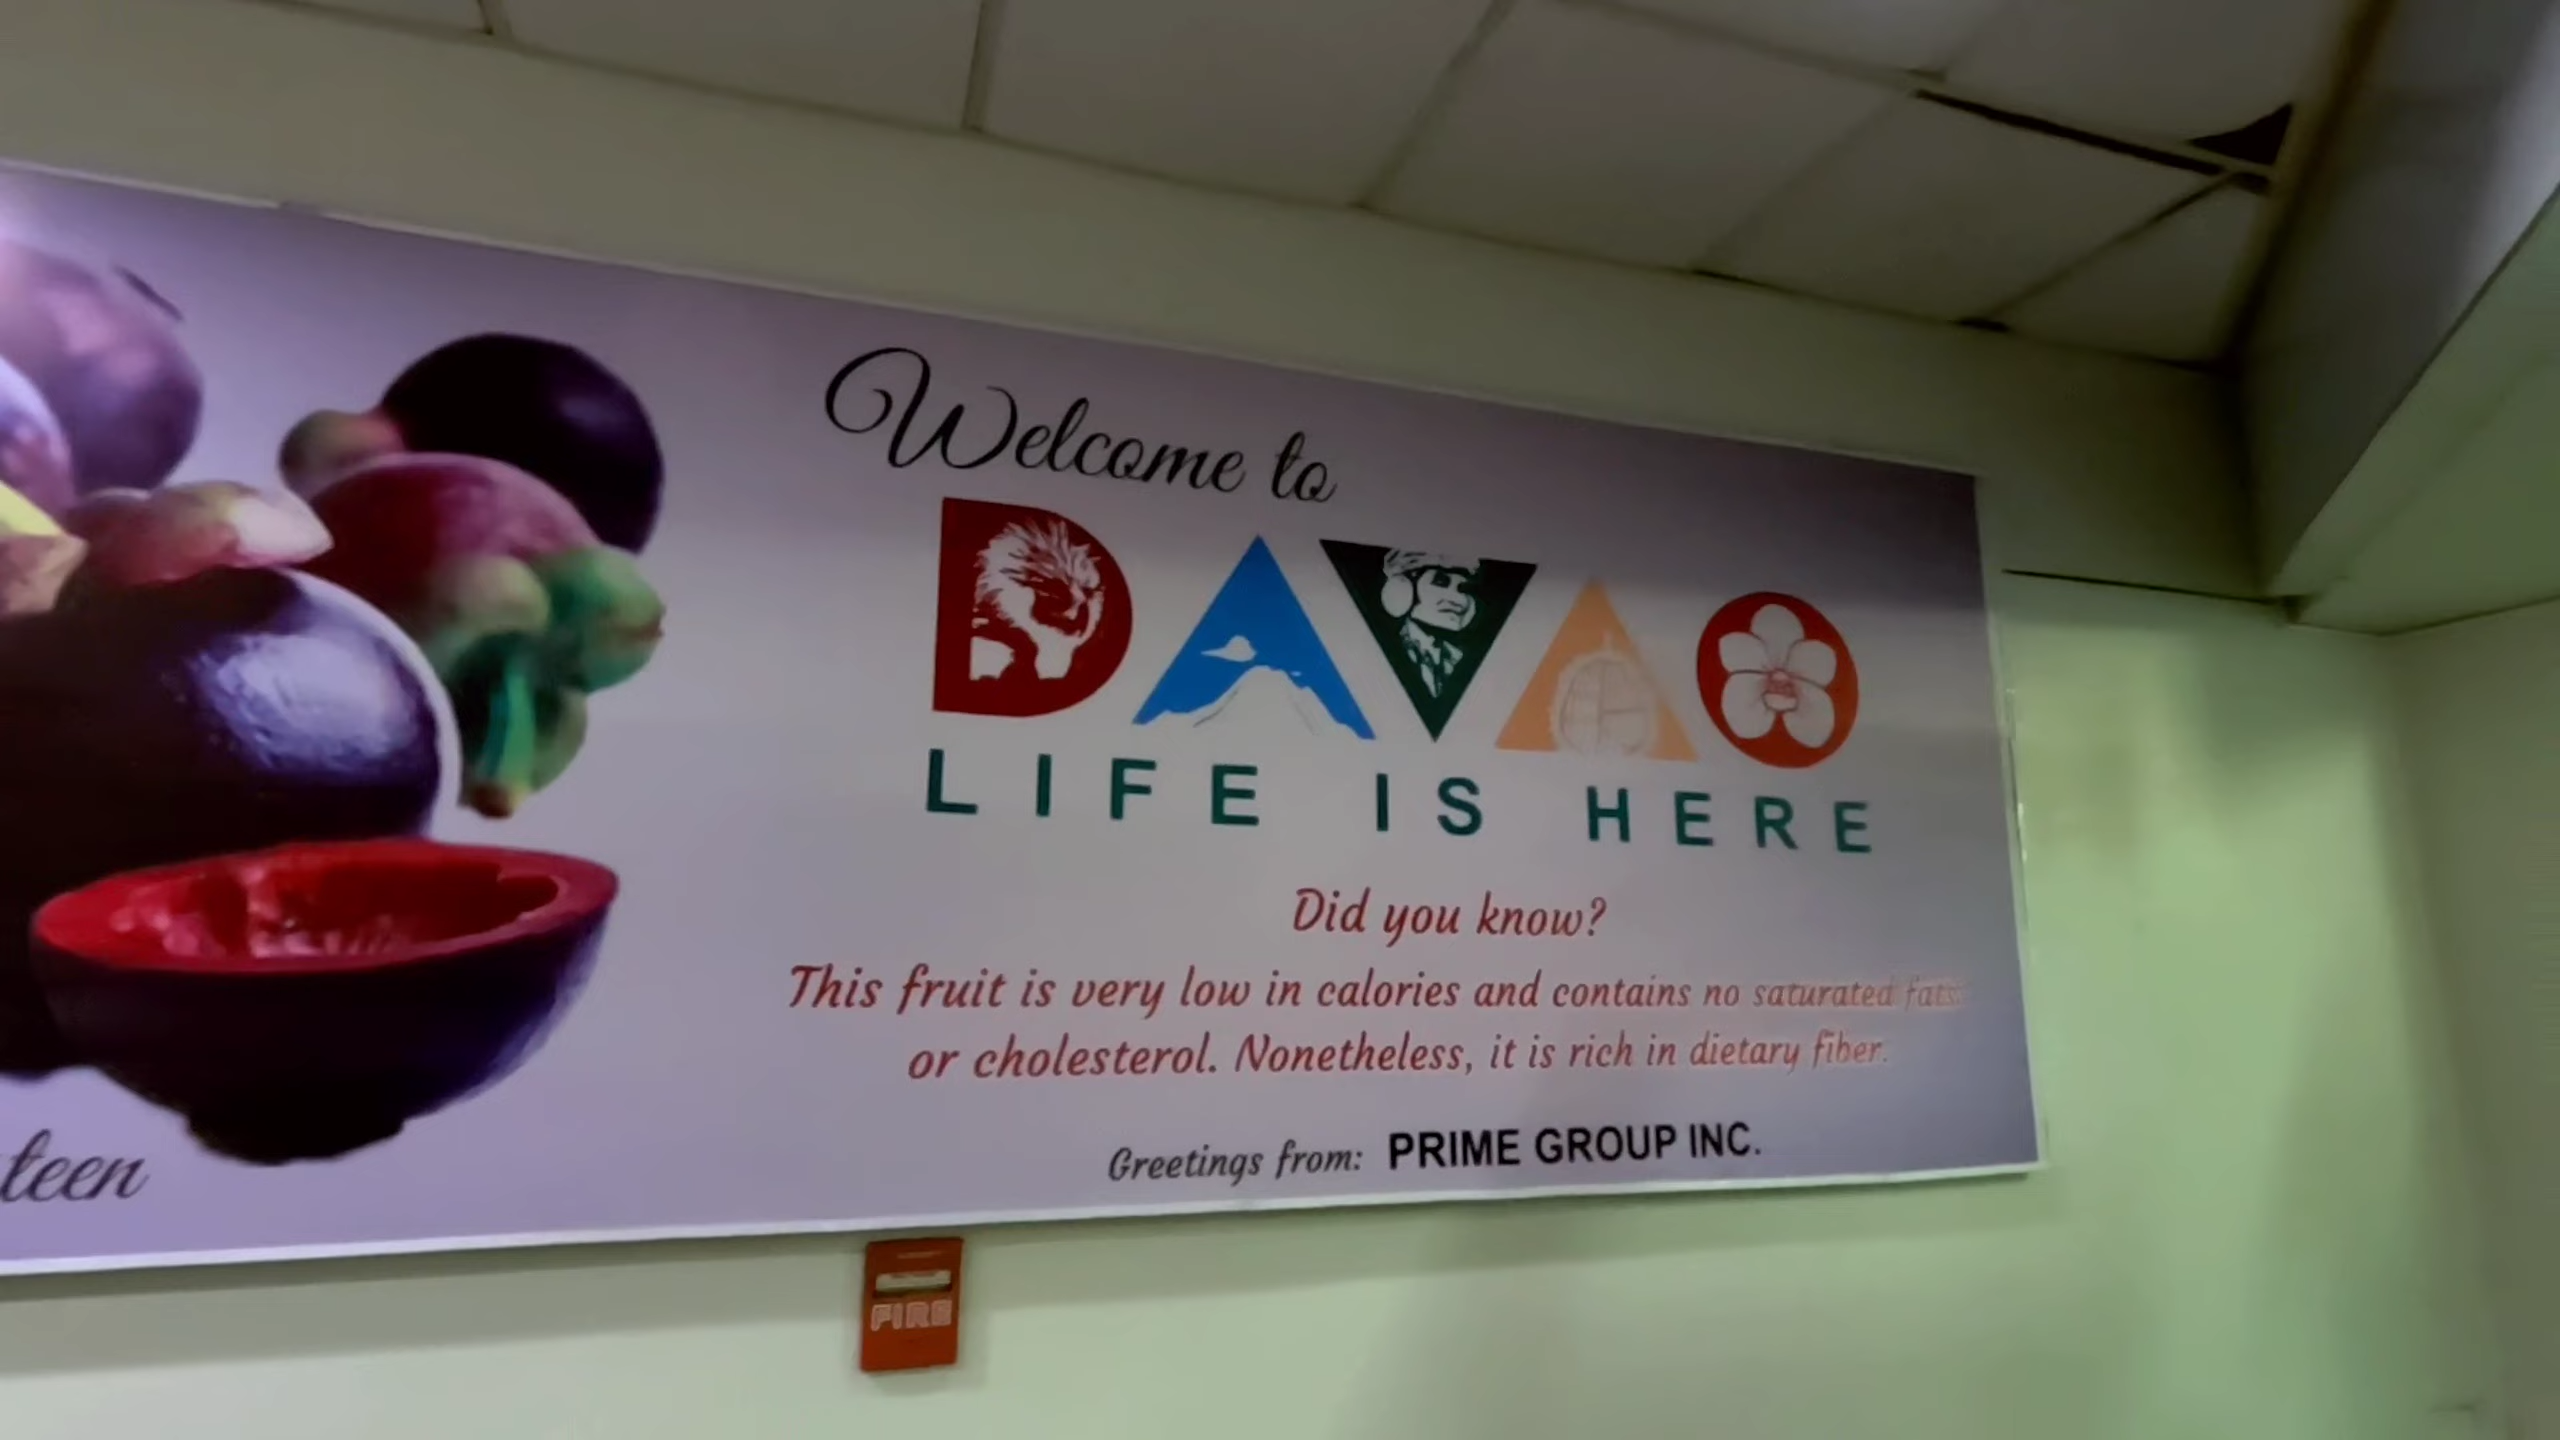 Welcome to
DAVAO
LIFE IS HERE
Did you know?
This fruit is very low in calories and contains no saturated fats
or cholesterol. Nonetheless, it is rich in dietary fiber.
Greetings from: PRIME GROUP INC.
teen
FIRE